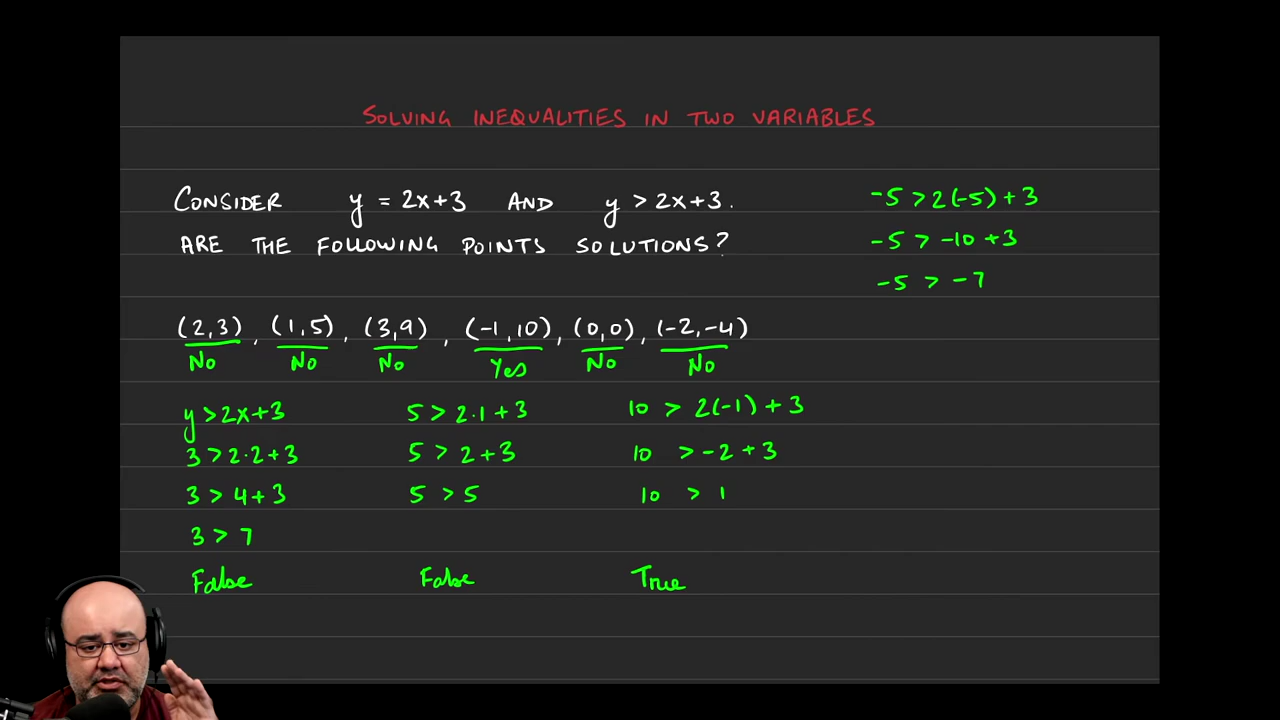 SOLVING INEQUALITIES IN TWO VARIABLES
CONSIDER y = 2x+3 AND y > 2x+3.
ARE THE FOLLOWING POINTS SOLUTIONS?
(2,3), (1,5), (3,9), (-1,10), (0,0), (-2,-4)
No No No Yes No No
y > 2x+3
3 > 2·2+3
3 > 4+3
3 > 7
False
5 > 2·1+3
5 > 2+3
5 > 5
False
10 > 2(-1)+3
10 > -2+3
10 > 1
True
-5 > 2(-5)+3
-5 > -10+3
-5 > -7